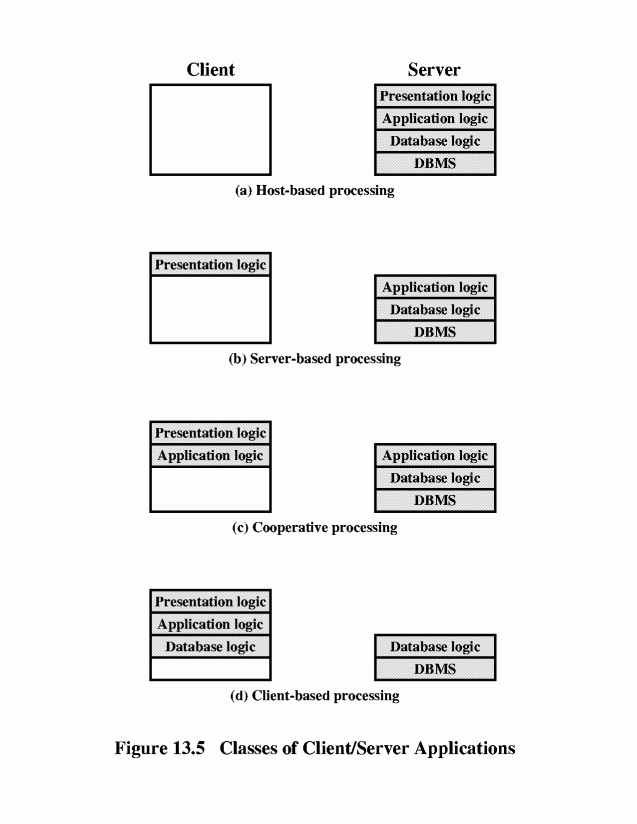 Client Server
Presentation logic
Application logic
Database logic
DBMS
(a) Host-based processing
Presentation logic
Application logic
Database logic
DBMS
(b) Server-based processing
Presentation logic
Application logic
Application logic
Database logic
DBMS
(c) Cooperative processing
Presentation logic
Application logic
Database logic
Database logic
DBMS
(d) Client-based processing
Figure 13.5 Classes of Client/Server Applications